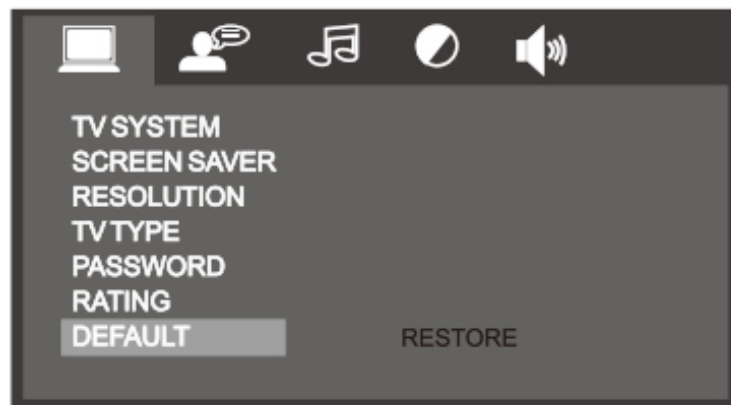 TV SYSTEM
SCREEN SAVER
RESOLUTION
TV TYPE
PASSWORD
RATING
DEFAULT RESTORE